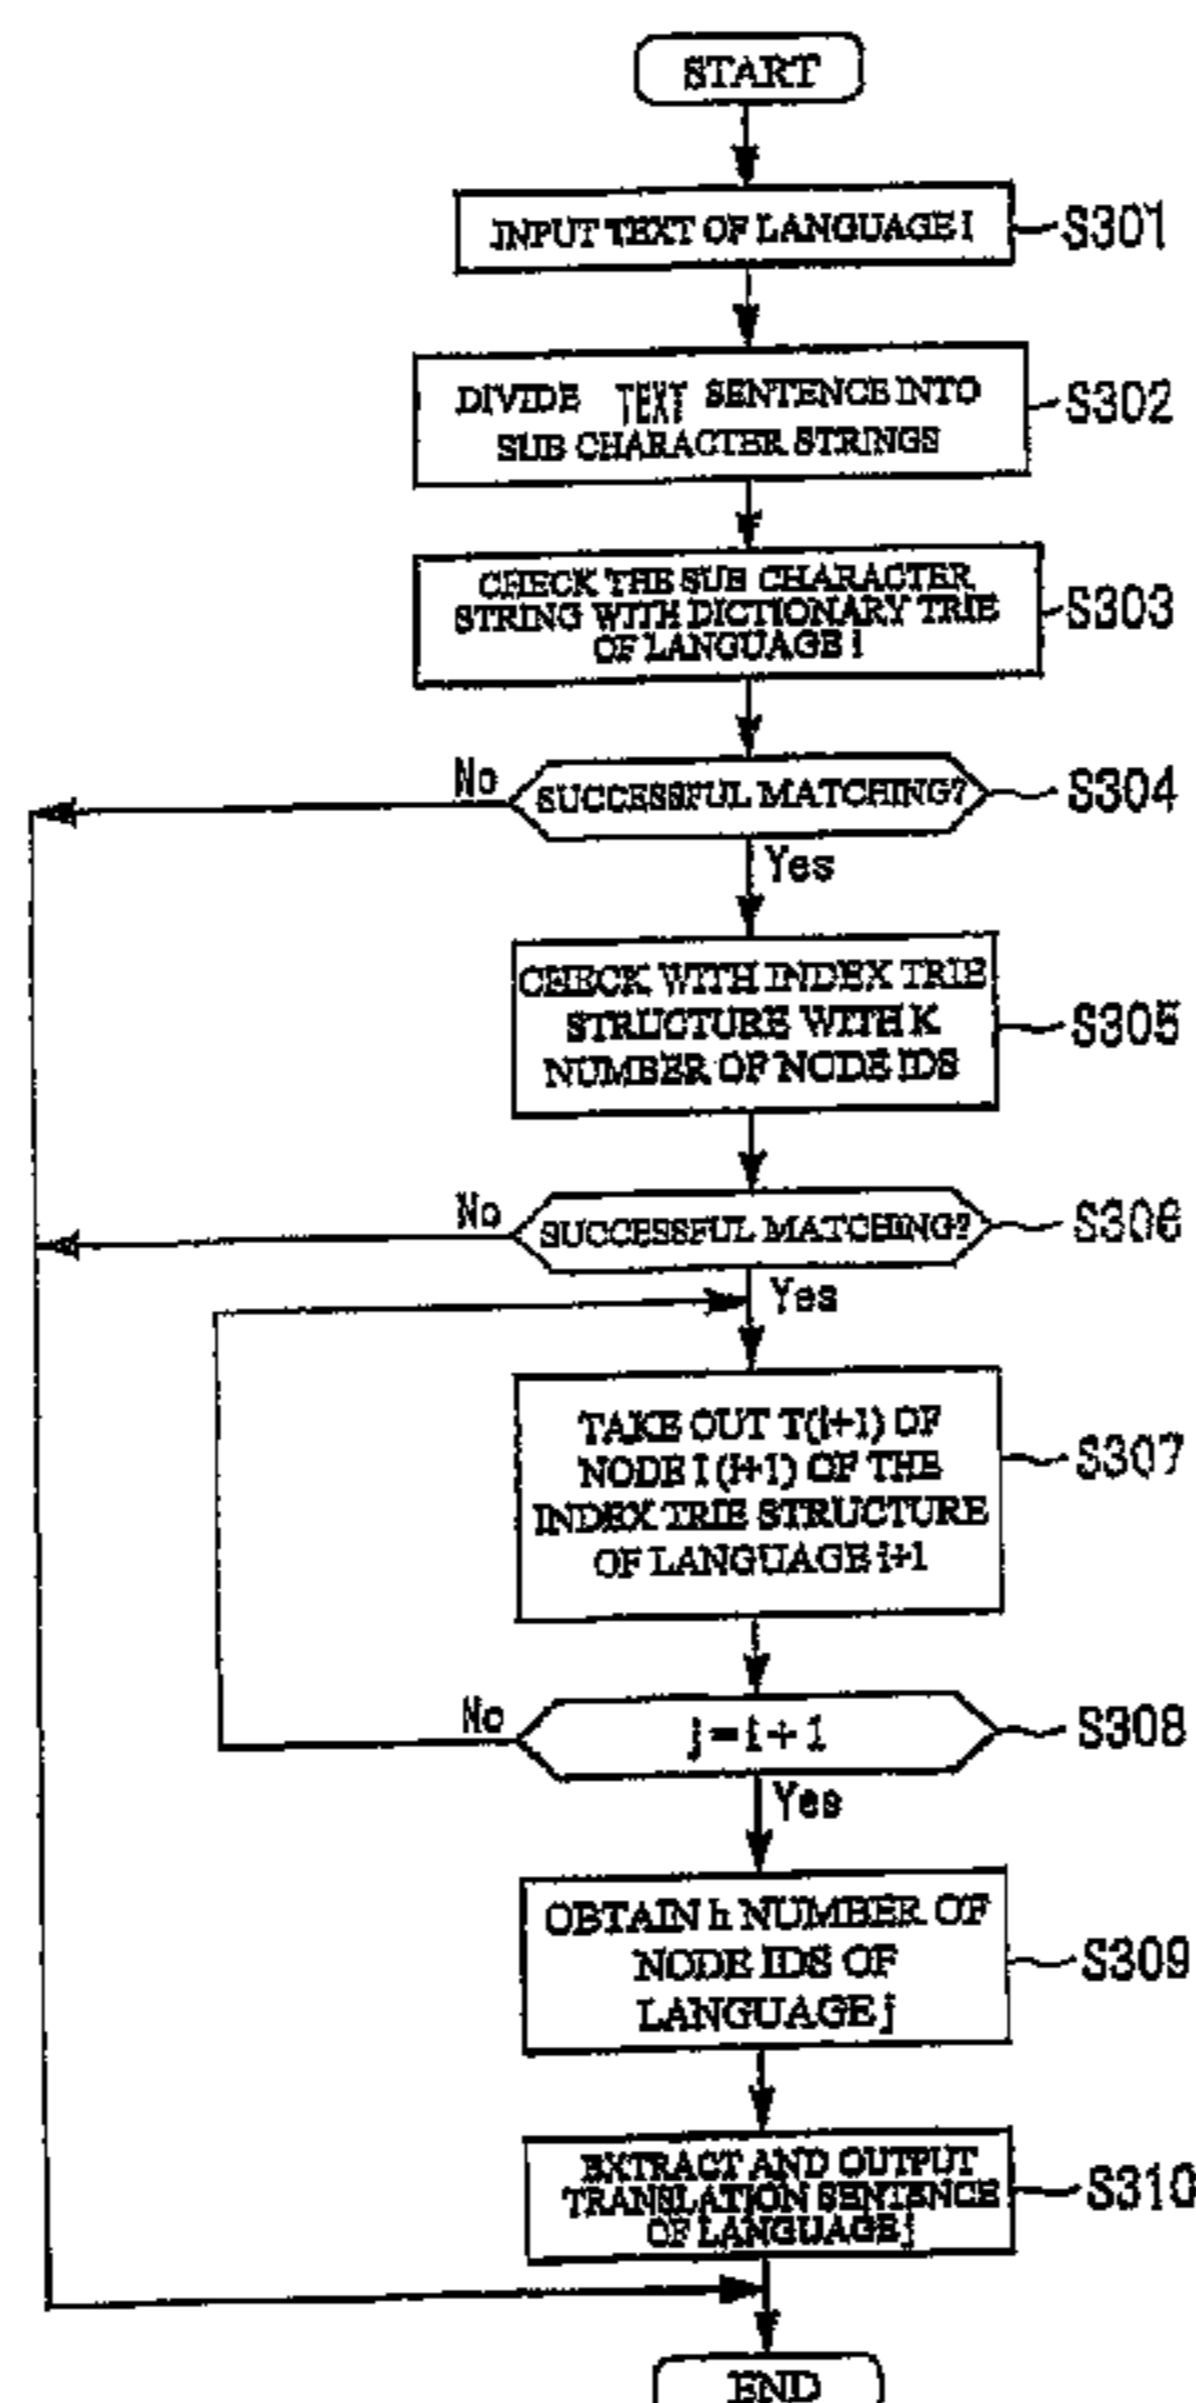 START
INPUT TEXT OF LANGUAGE i
S301
DIVIDE TEXT SENTENCE INTO
SUB CHARACTER STRINGS
S302
CHECK THE SUB CHARACTER
STRING WITH DICTIONARY TRIE
OF LANGUAGE i
S303
No
SUCCESSFUL MATCHING?
S304
Yes
CHECK WITH INDEX TRIE
STRUCTURE WITH K
NUMBER OF NODE IDS
S305
No
SUCCESSFUL MATCHING?
S306
Yes
TAKE OUT T(i+1) OF
NODE I (i+1) OF THE
INDEX TRIE STRUCTURE
OF LANGUAGE i+1
S307
No
j = i + 1
S308
Yes
OBTAIN h NUMBER OF
NODE IDS OF
LANGUAGE j
S309
EXTRACT AND OUTPUT
TRANSLATION SENTENCE
OF LANGUAGE j
S310
END